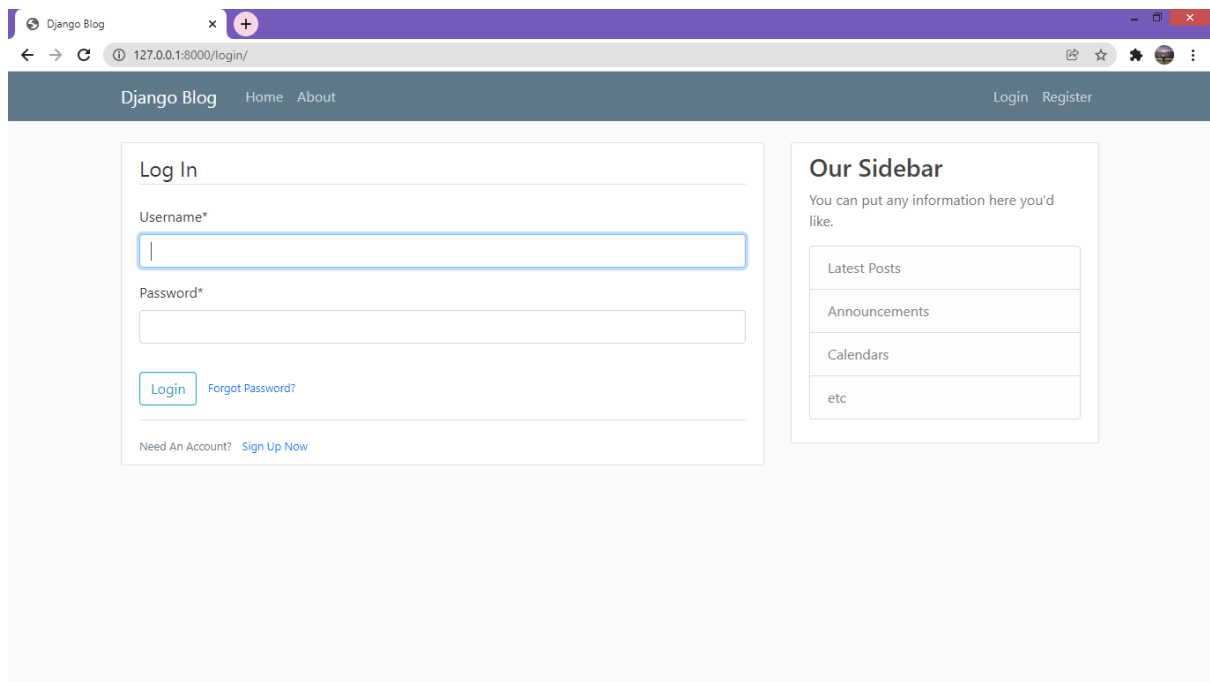 Django Blog
127.0.0.1:8000/login/
Django Blog Home About Login Register
Log In
Username*
Password*
Login Forgot Password?
Need An Account? Sign Up Now
Our Sidebar
You can put any information here you'd
like.
Latest Posts
Announcements
Calendars
etc